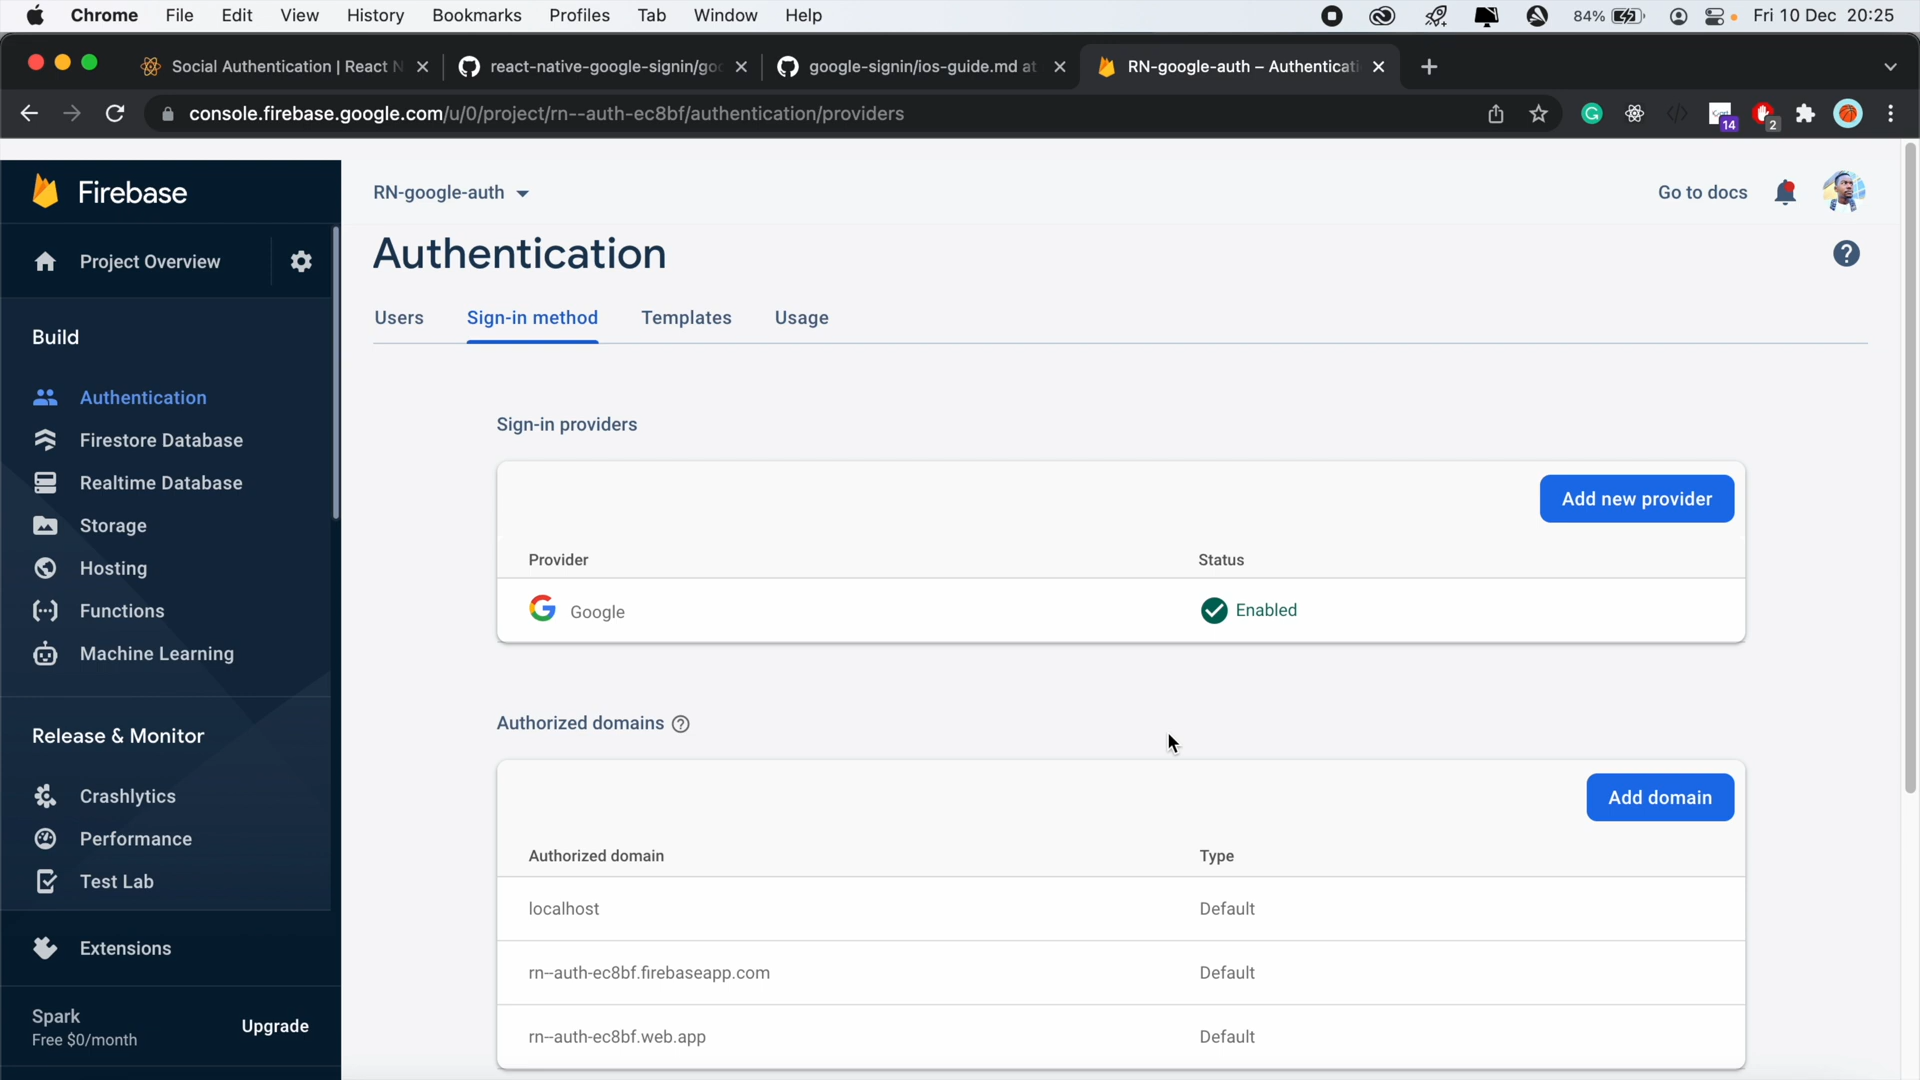 Chrome File Edit View History Bookmarks Profiles Tab Window Help 84% Fri 10 Dec 20:25
Social Authentication | React N
react-native-google-signin/goo
google-signin/ios-guide.md at
RN-google-auth – Authenticati
console.firebase.google.com/u/0/project/rn--auth-ec8bf/authentication/providers
14
2
Firebase
Project Overview
Build
Authentication
Firestore Database
Realtime Database
Storage
Hosting
Functions
Machine Learning
Release & Monitor
Crashlytics
Performance
Test Lab
Extensions
Spark
Free $0/month
Upgrade
RN-google-auth
Go to docs
Authentication
Users Sign-in method Templates Usage
Sign-in providers
Add new provider
Provider Status
Google Enabled
Authorized domains
Add domain
Authorized domain Type
localhost Default
rn--auth-ec8bf.firebaseapp.com Default
rn--auth-ec8bf.web.app Default